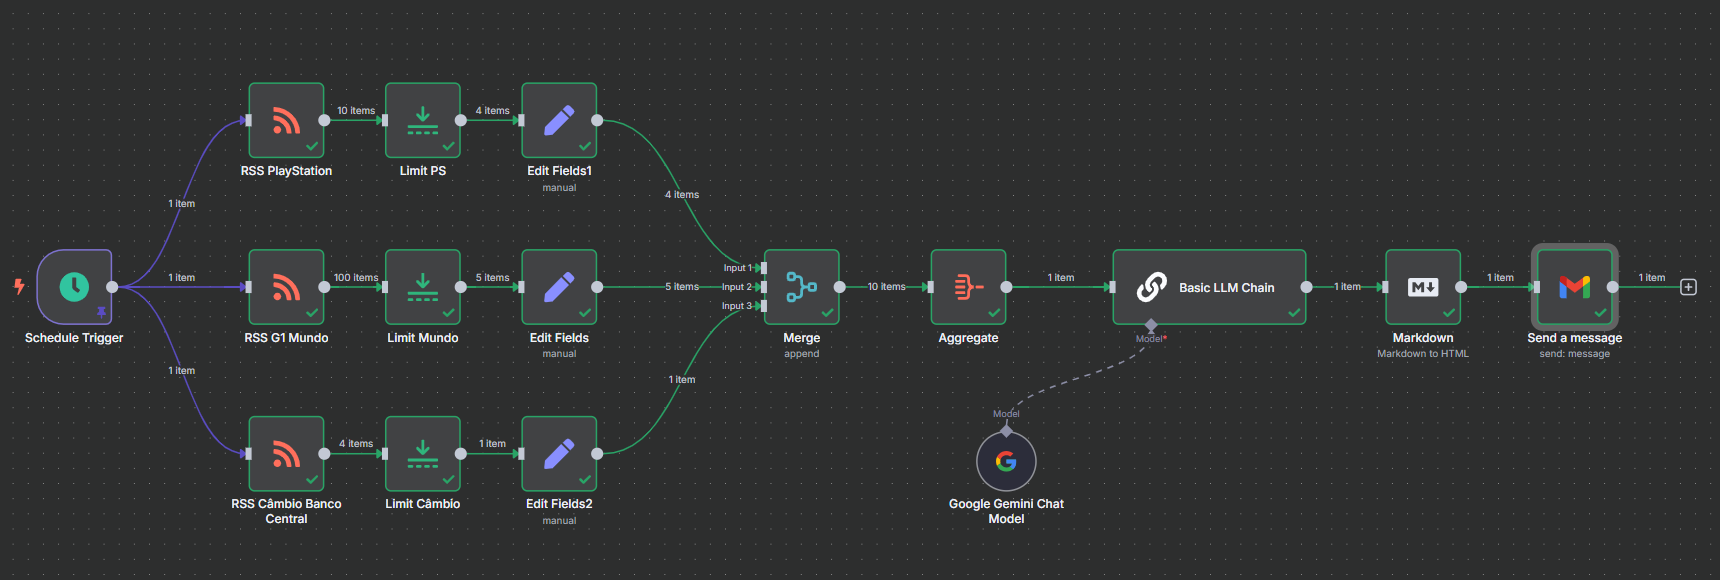 10 items
4 items
RSS PlayStation
Limit PS
Edit Fields1
manual
1 item
4 items
1 item
100 items
5 items
5 items
Input 1
Input 2
Input 3
10 items
1 item
Basic LLM Chain
1 item
1 item
1 item
Schedule Trigger
RSS G1 Mundo
Limit Mundo
Edit Fields
manual
Merge
append
Aggregate
Model*
Markdown
Markdown to HTML
Send a message
send: message
1 item
1 item
4 items
1 item
Model
RSS Câmbio Banco
Central
Limit Câmbio
Edit Fields2
manual
Google Gemini Chat
Model